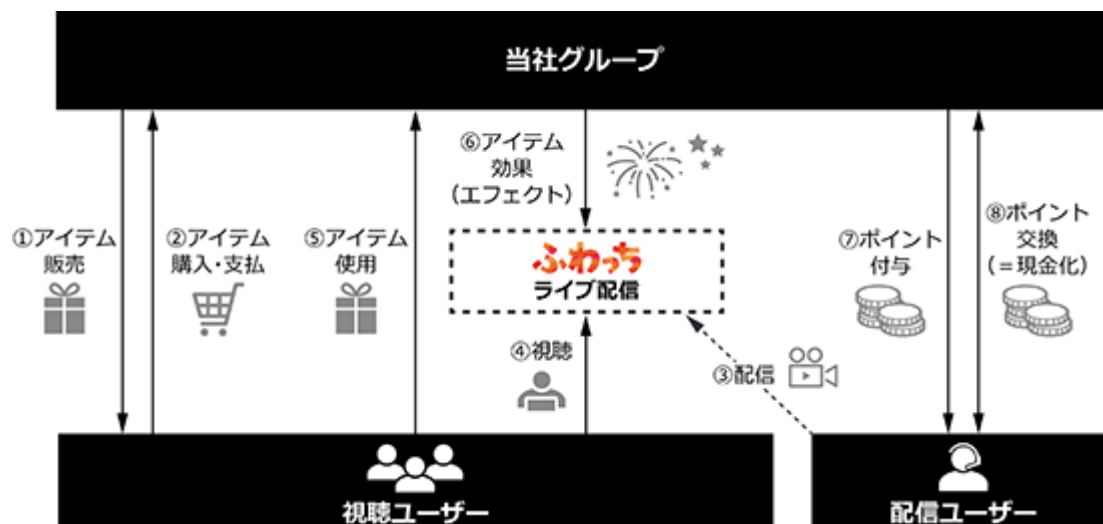 当社グループ
①アイテム
販売
②アイテム
購入・支払
⑤アイテム
使用
⑥アイテム
効果
（エフェクト）
ふわっち
ライブ配信
④視聴
③配信
⑦ポイント
付与
⑧ポイント
交換
（＝現金化）
視聴ユーザー
配信ユーザー